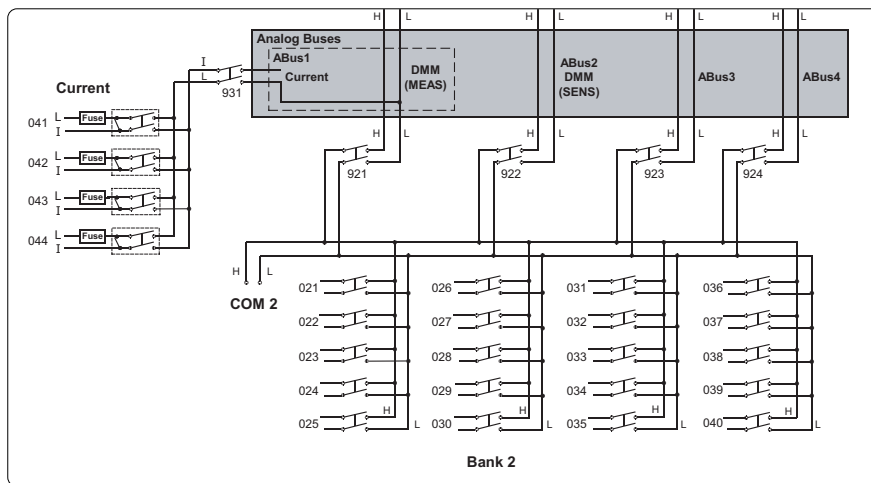 H L H L H L H L
Analog Buses
ABus1
Current
DMM
(MEAS)
ABus2
DMM
(SENS)
ABus3
ABus4
I
L
931
Current
041 L Fuse
I
042 L Fuse
I
043 L Fuse
I
044 L Fuse
I
H L H L H L H L
921 922 923 924
H L
COM 2
021 026 031 036
022 027 032 037
023 028 033 038
024 029 034 039
H H H H
025 L 030 L 035 L 040 L
Bank 2